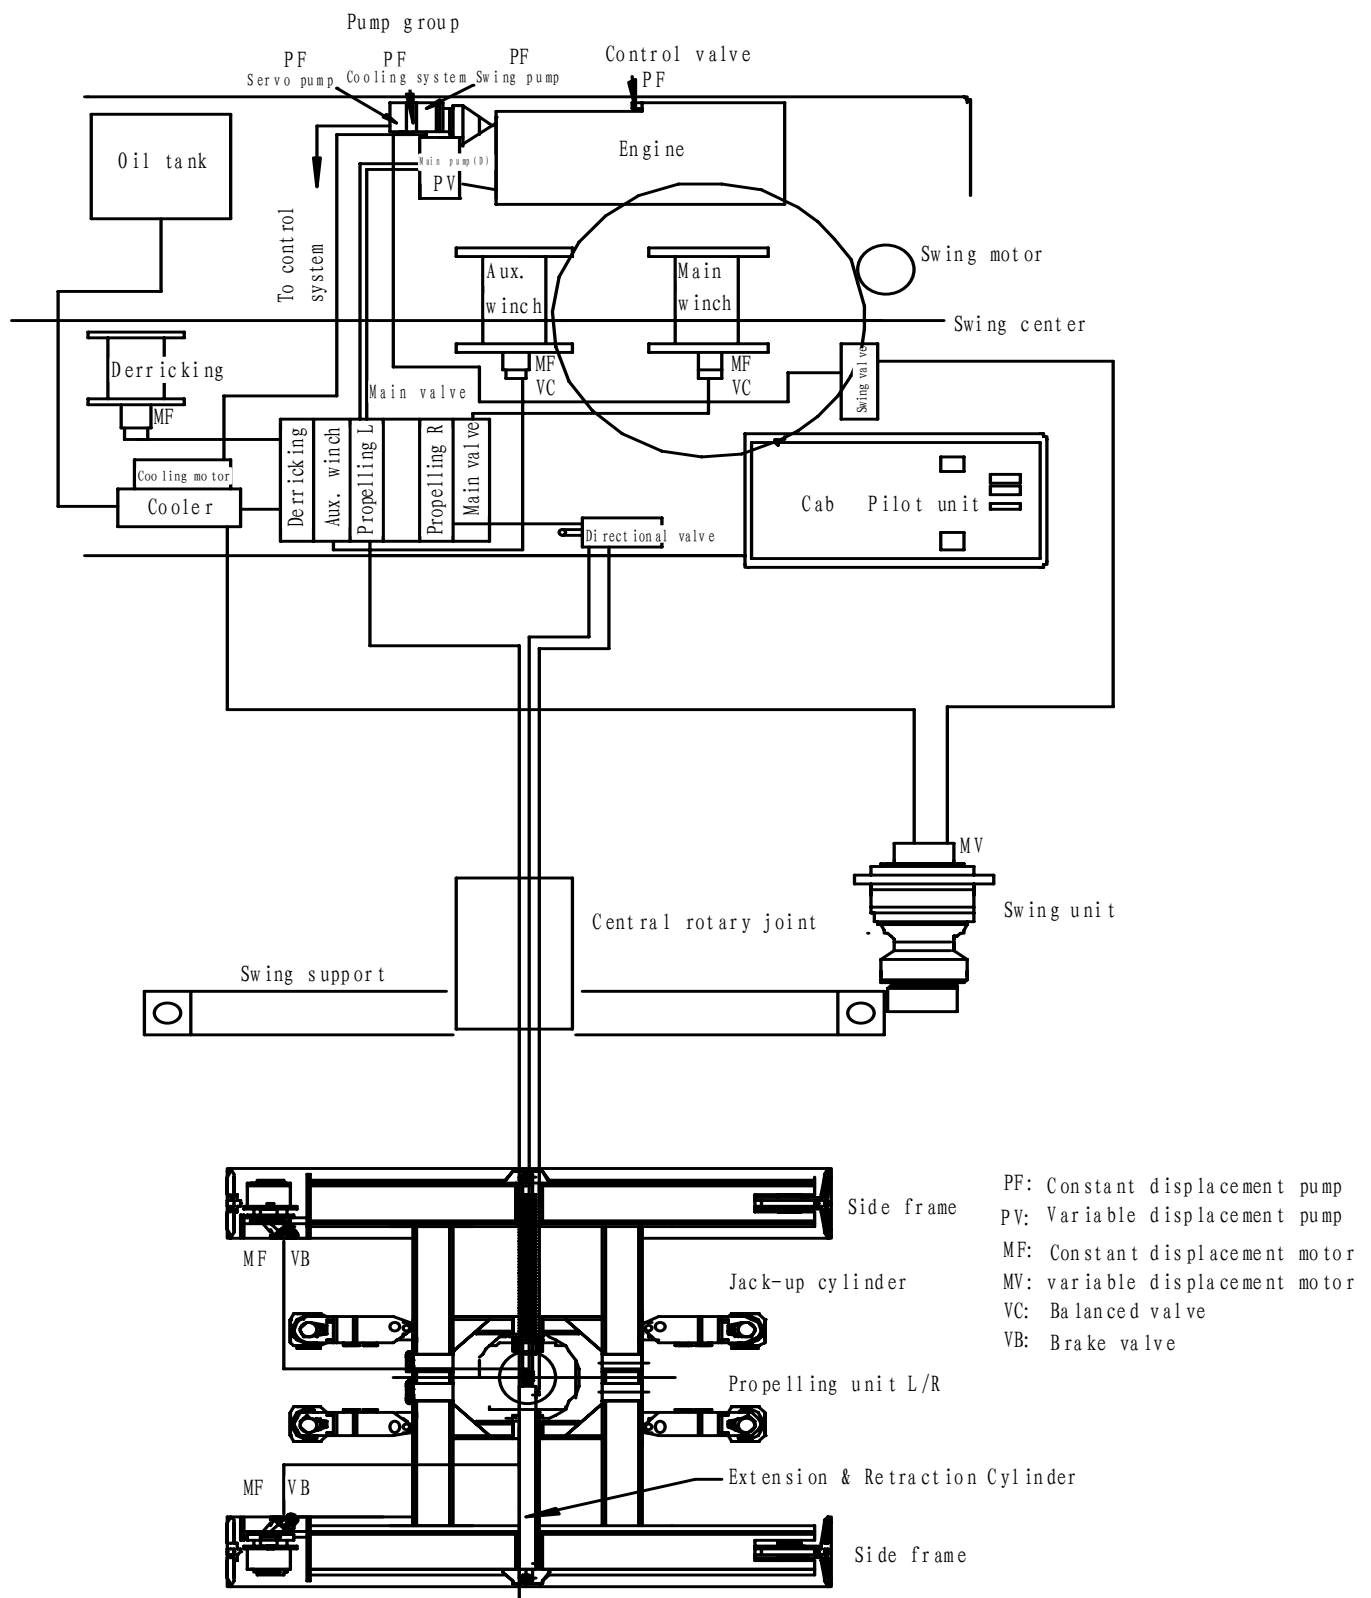 Pump group
PF
PF
PF
Control valve
Servo pump
Cooling system
Swing pump
PF
Oil tank
Engine
Main pump(D)
PV
To control
system
Swing motor
Aux.
winch
Main
winch
Swing center
Derricking
MF
VC
MF
VC
Swing valve
Main valve
MF
Derricking
Aux. winch
Propelling L
Propelling R
Main valve
Cooling motor
Cooler
Cab
Pilot unit
Directional valve
MV
Swing unit
Central rotary joint
Swing support
Side frame
MF VB
Jack-up cylinder
Propelling unit L/R
Extension & Retraction Cylinder
MF VB
Side frame
PF: Constant displacement pump
PV: Variable displacement pump
MF: Constant displacement motor
MV: variable displacement motor
VC: Balanced valve
VB: Brake valve